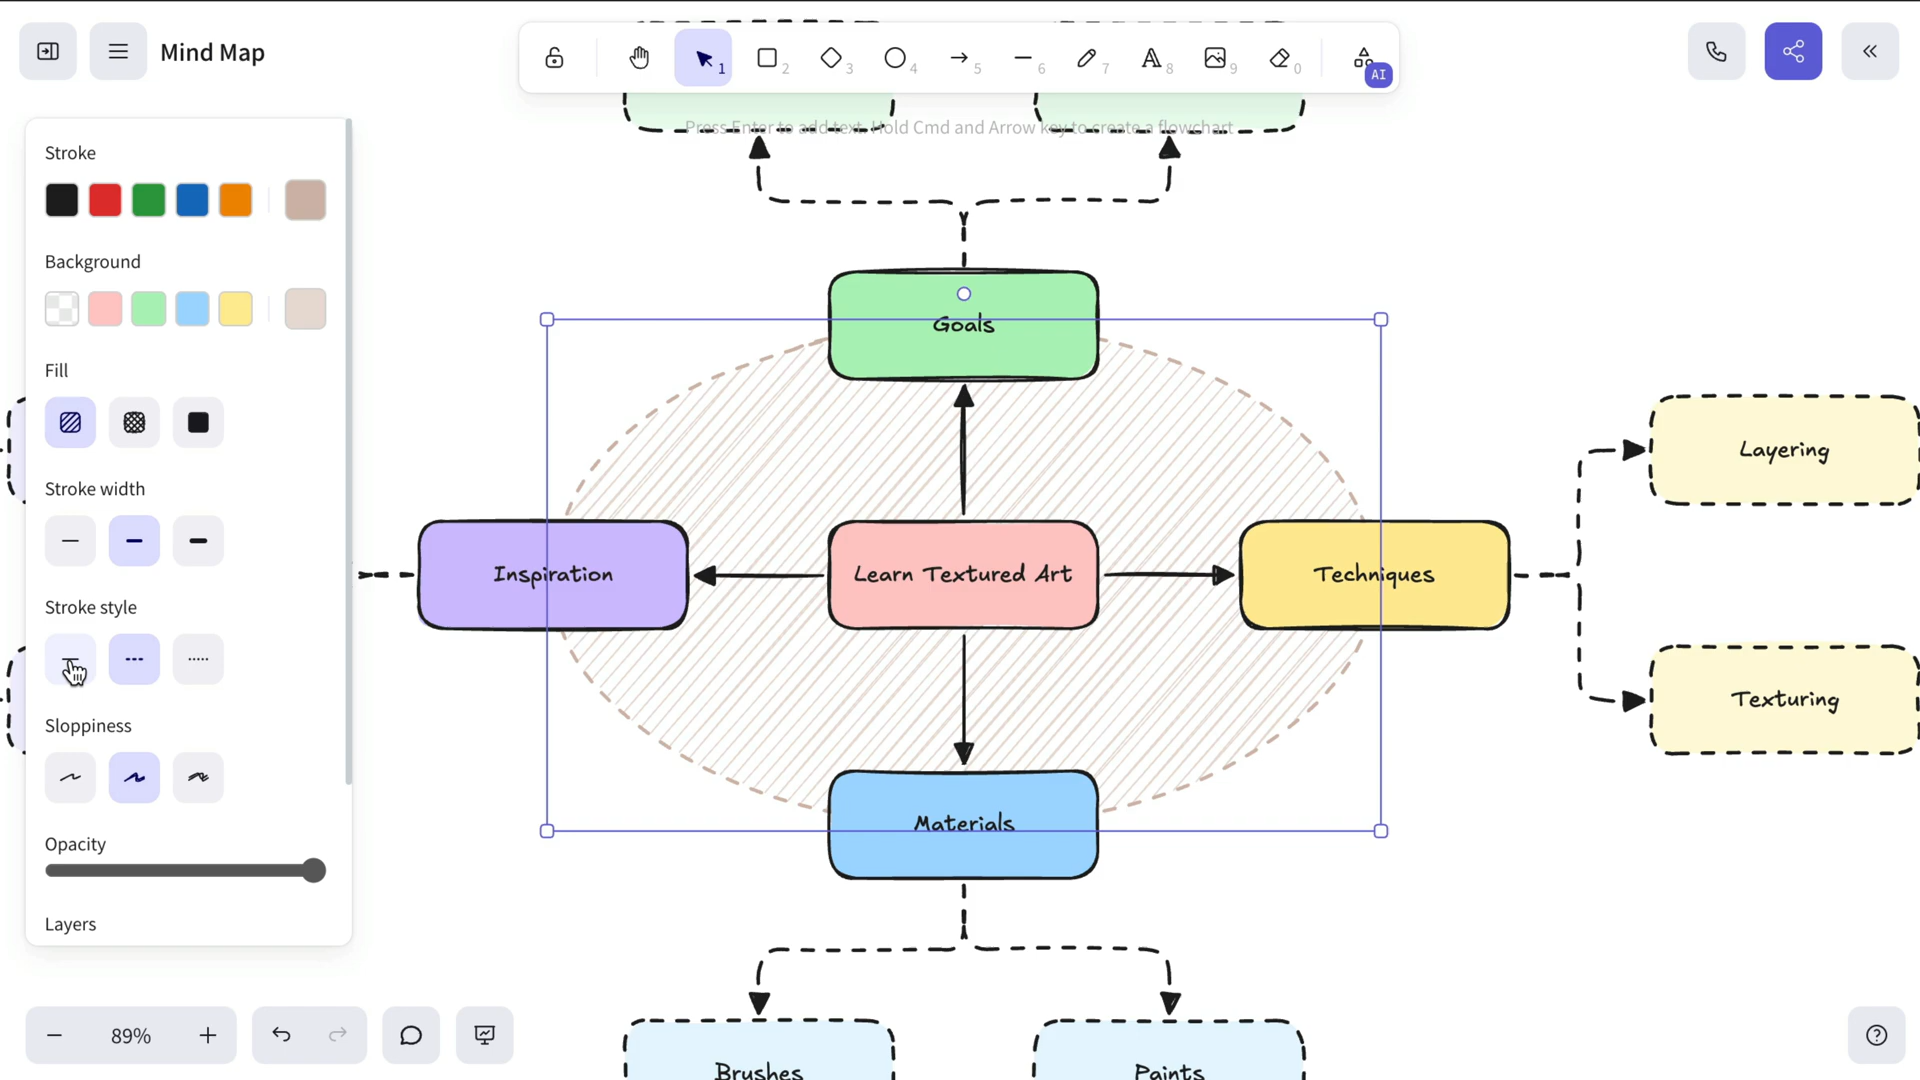 Mind Map
1
2
3
4
5
6
7
8
9
0
AI
Press Enter to add text. Hold Cmd and Arrow key to create a flowchart
Stroke
Background
Fill
Stroke width
Stroke style
Sloppiness
Opacity
Layers
Goals
Inspiration
Learn Textured Art
Techniques
Layering
Texturing
Materials
Brushes
Paints
89%